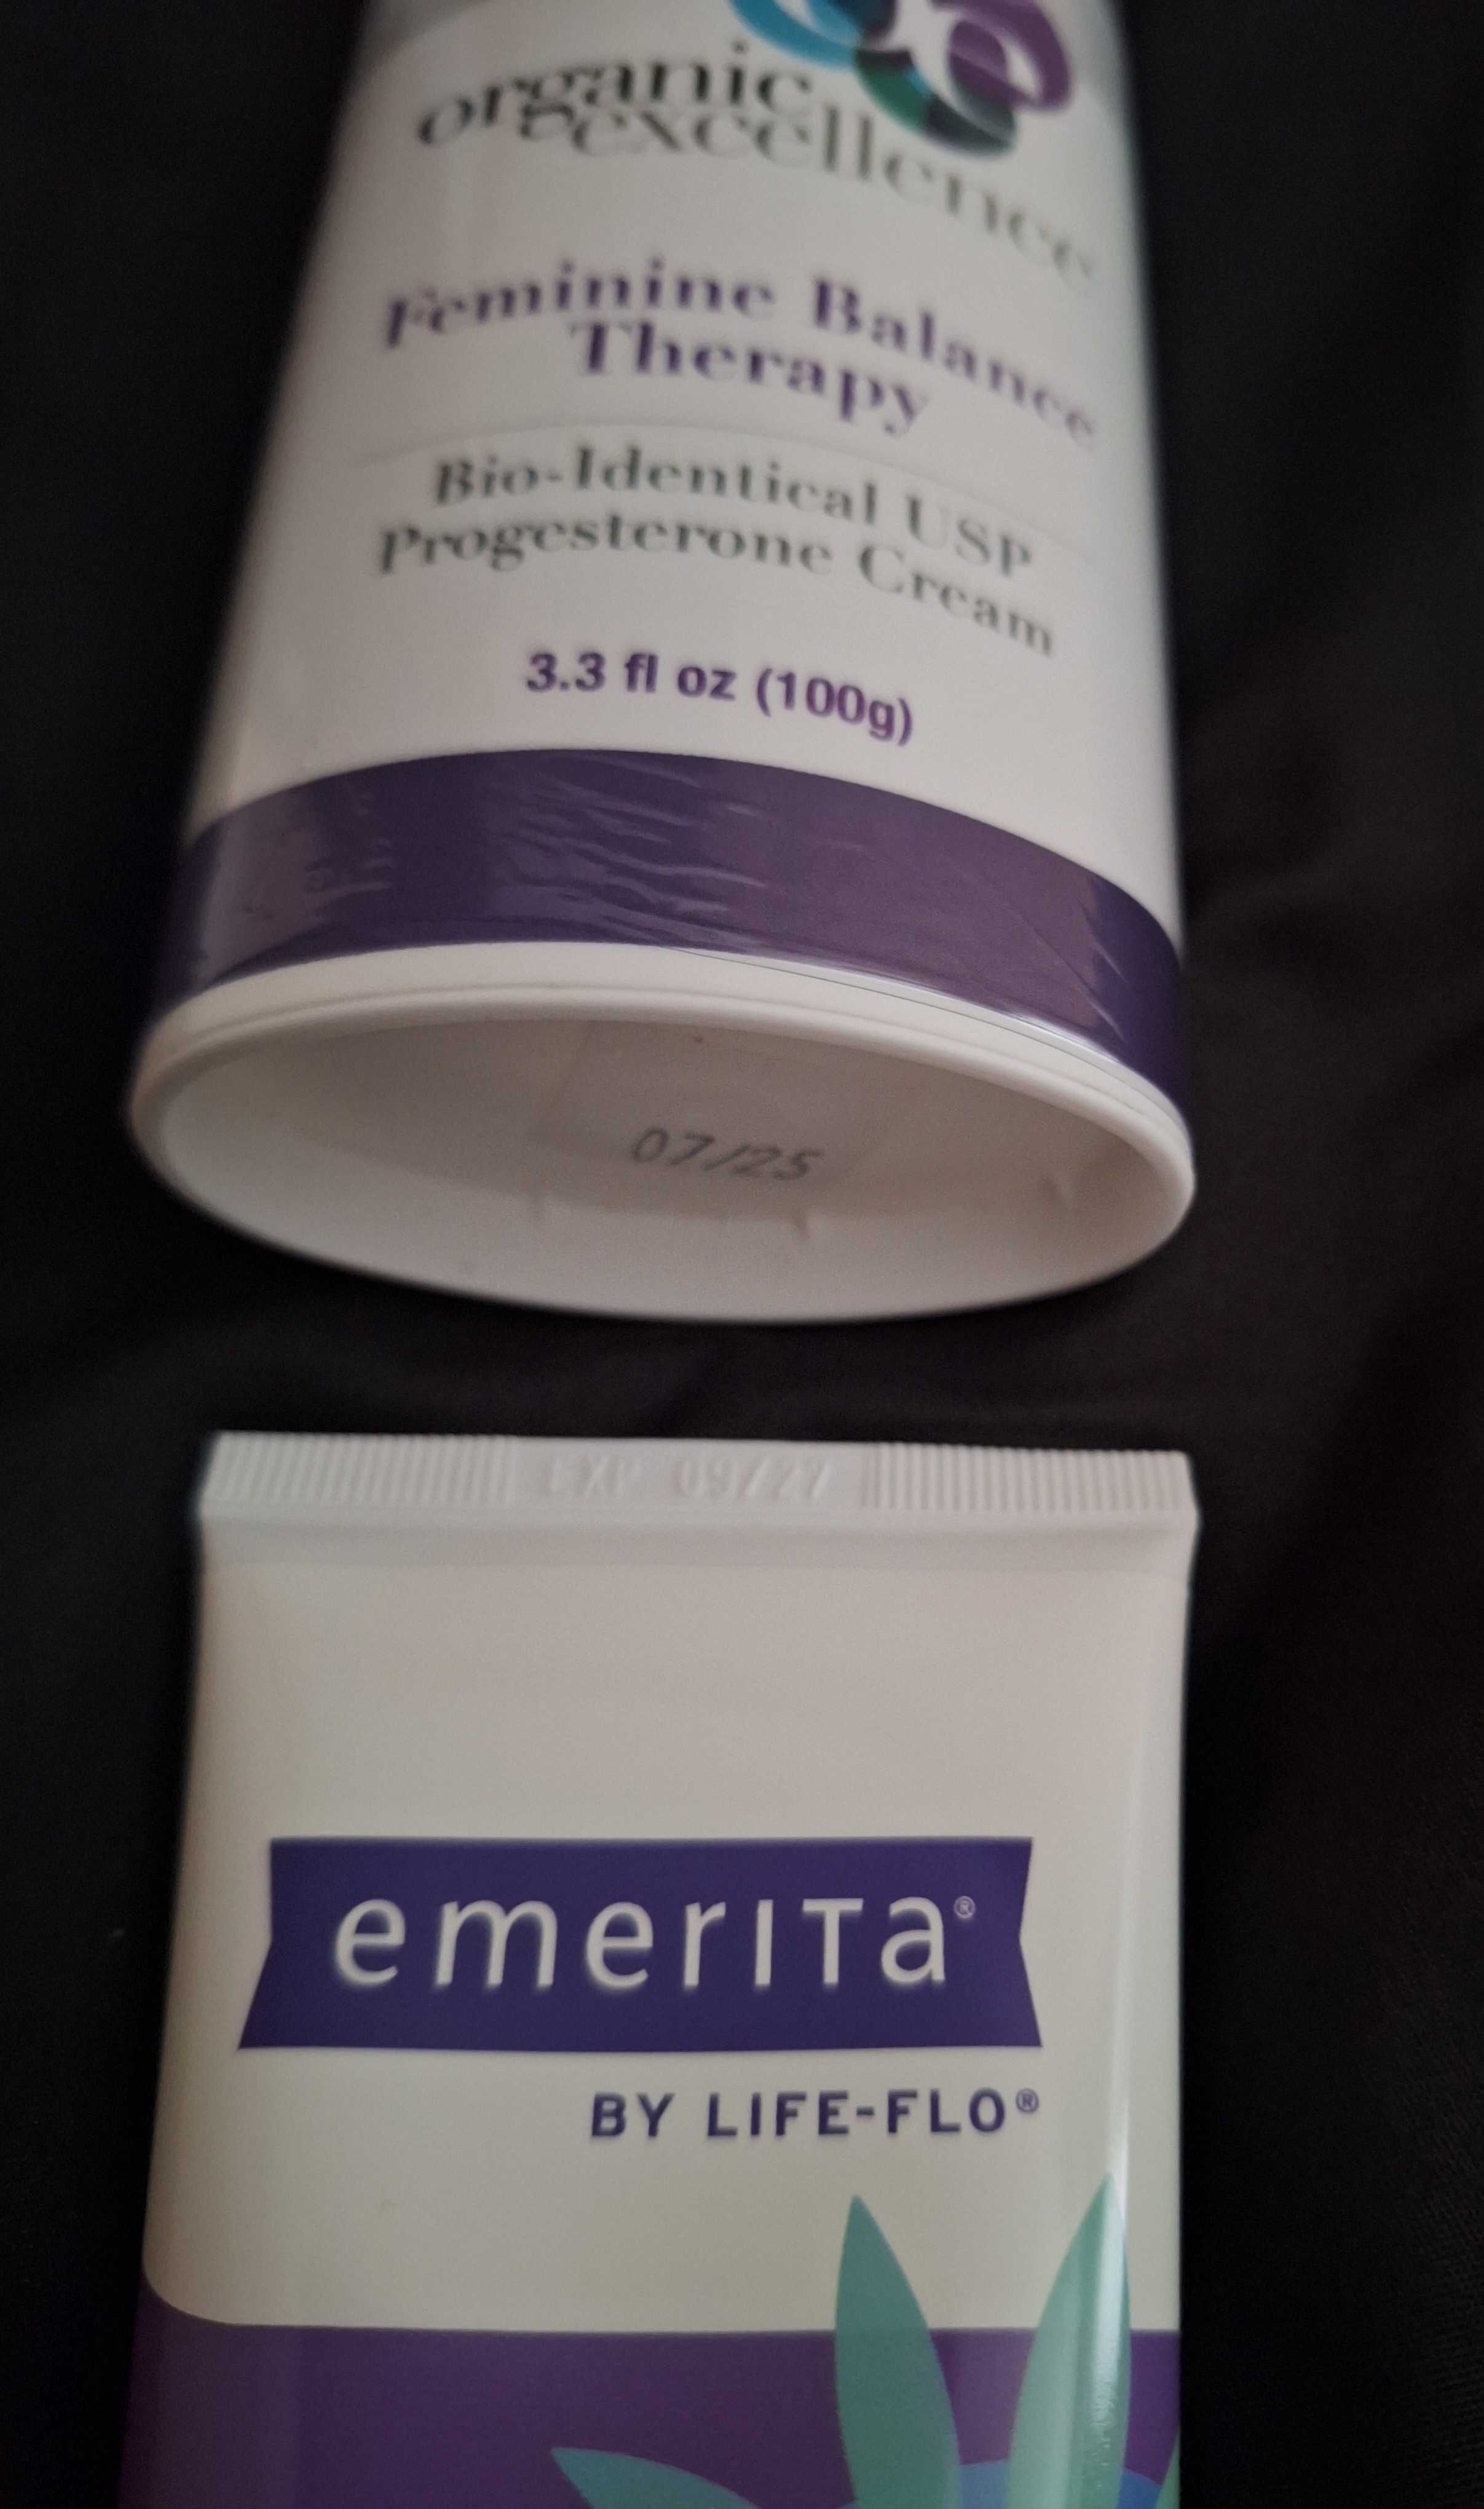 organic
excellence
Feminine Balance
Therapy
Bio-Identical USP
Progesterone Cream
3.3 fl oz (100g)
07/25
EXP 09/27
emerita®
BY LIFE-FLO®